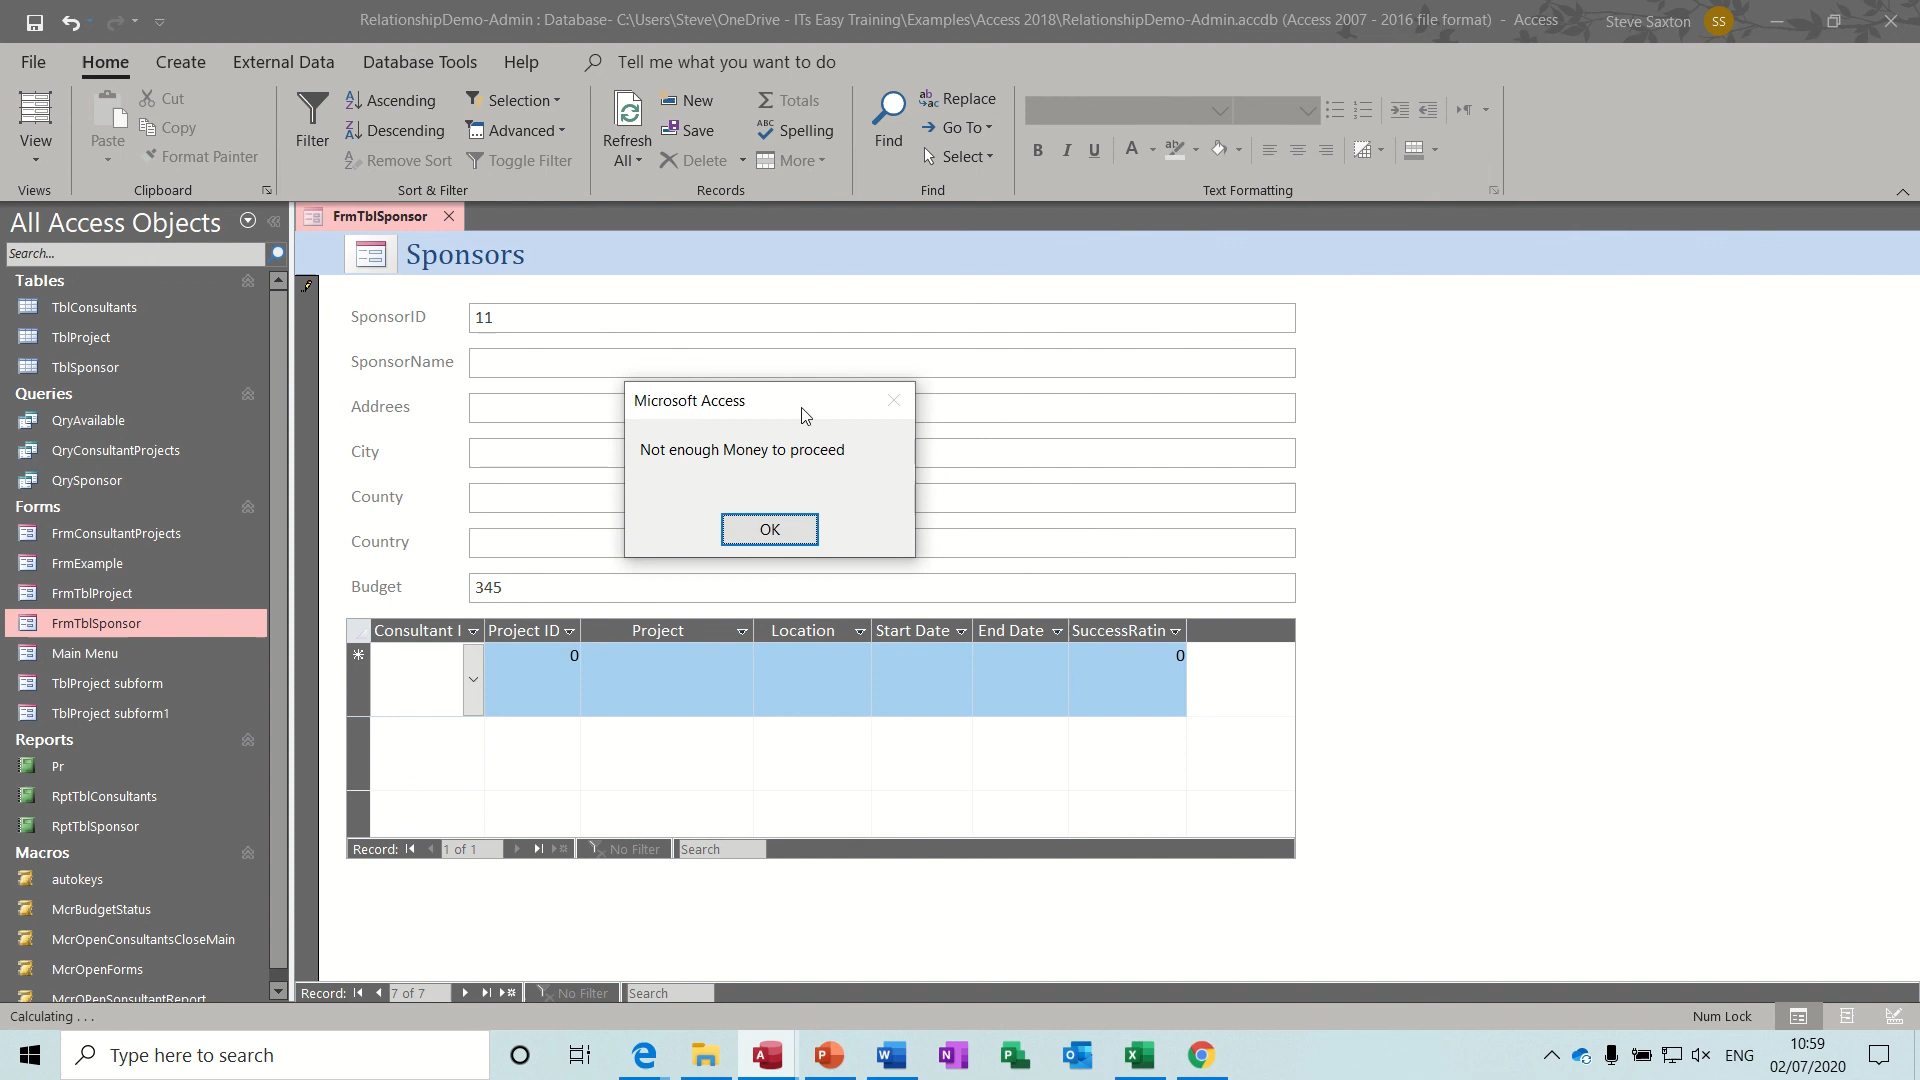 RelationshipDemo-Admin : Database- C:\Users\Steve\OneDrive - ITs Easy Training\Examples\Access 2018\RelationshipDemo-Admin.accdb (Access 2007 - 2016 file format) - Access
Steve Saxton SS
File Home Create External Data Database Tools Help Tell me what you want to do
View
Views
Paste
Cut
Copy
Format Painter
Clipboard
Filter
Ascending
Descending
Remove Sort
Selection
Advanced
Toggle Filter
Sort & Filter
Refresh
All
New
Save
Delete
Totals
Spelling
More
Records
Find
Replace
Go To
Select
Find
B I U A
Text Formatting
All Access Objects
Search...
Tables
TblConsultants
TblProject
TblSponsor
Queries
QryAvailable
QryConsultantProjects
QrySponsor
Forms
FrmConsultantProjects
FrmExample
FrmTblProject
FrmTblSponsor
Main Menu
TblProject subform
TblProject subform1
Reports
Pr
RptTblConsultants
RptTblSponsor
Macros
autokeys
McrBudgetStatus
McrOpenConsultantsCloseMain
McrOpenForms
McrOPenSonsultantReport
FrmTblSponsor
Sponsors
SponsorID 11
SponsorName
Addrees
City
County
Country
Budget 345
Microsoft Access
Not enough Money to proceed
OK
Consultant I Project ID Project Location Start Date End Date SuccessRatin
0 0
Record: 1 of 1 No Filter Search
Record: 7 of 7 No Filter Search
Calculating . . .
Num Lock
Type here to search
ENG
10:59
02/07/2020